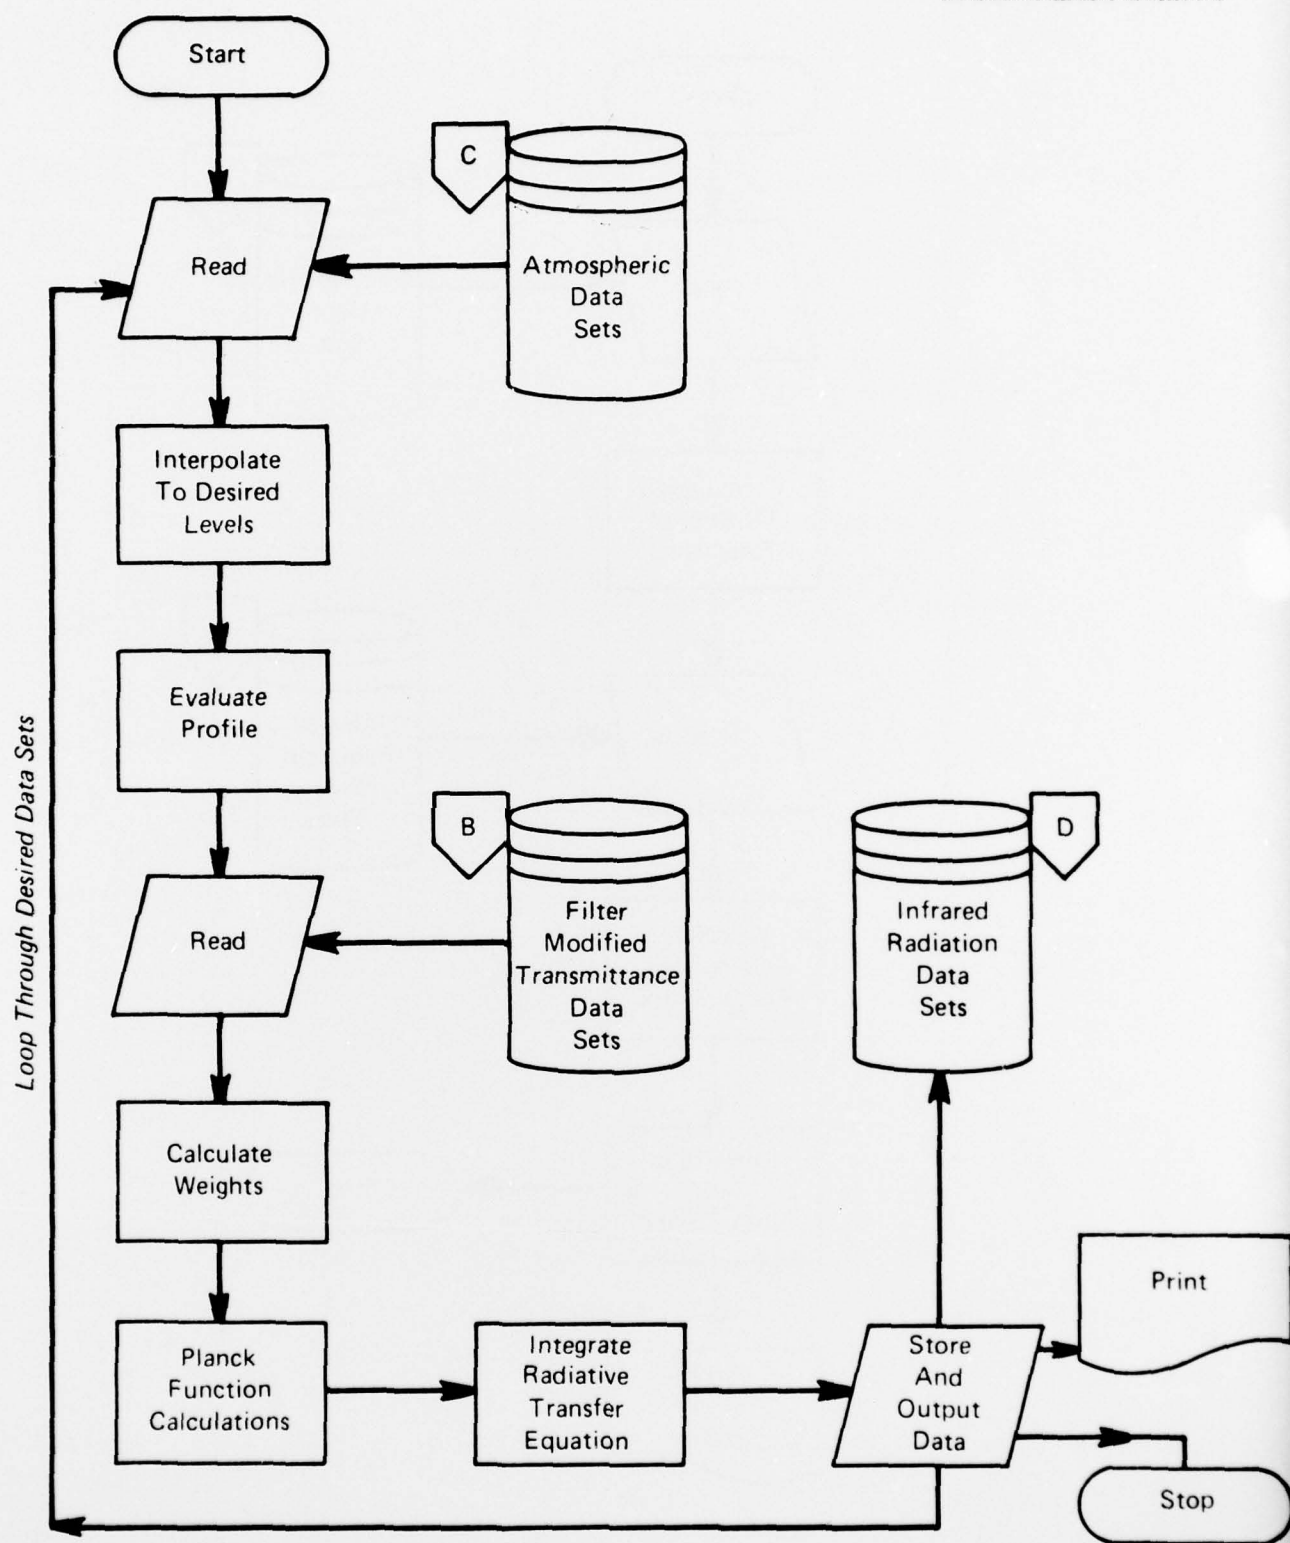 Start
C
Read
Atmospheric
Data
Sets
Interpolate
To Desired
Levels
Evaluate
Profile
Loop Through Desired Data Sets
B
D
Read
Filter
Modified
Transmittance
Data
Sets
Infrared
Radiation
Data
Sets
Calculate
Weights
Print
Planck
Function
Calculations
Integrate
Radiative
Transfer
Equation
Store
And
Output
Data
Stop